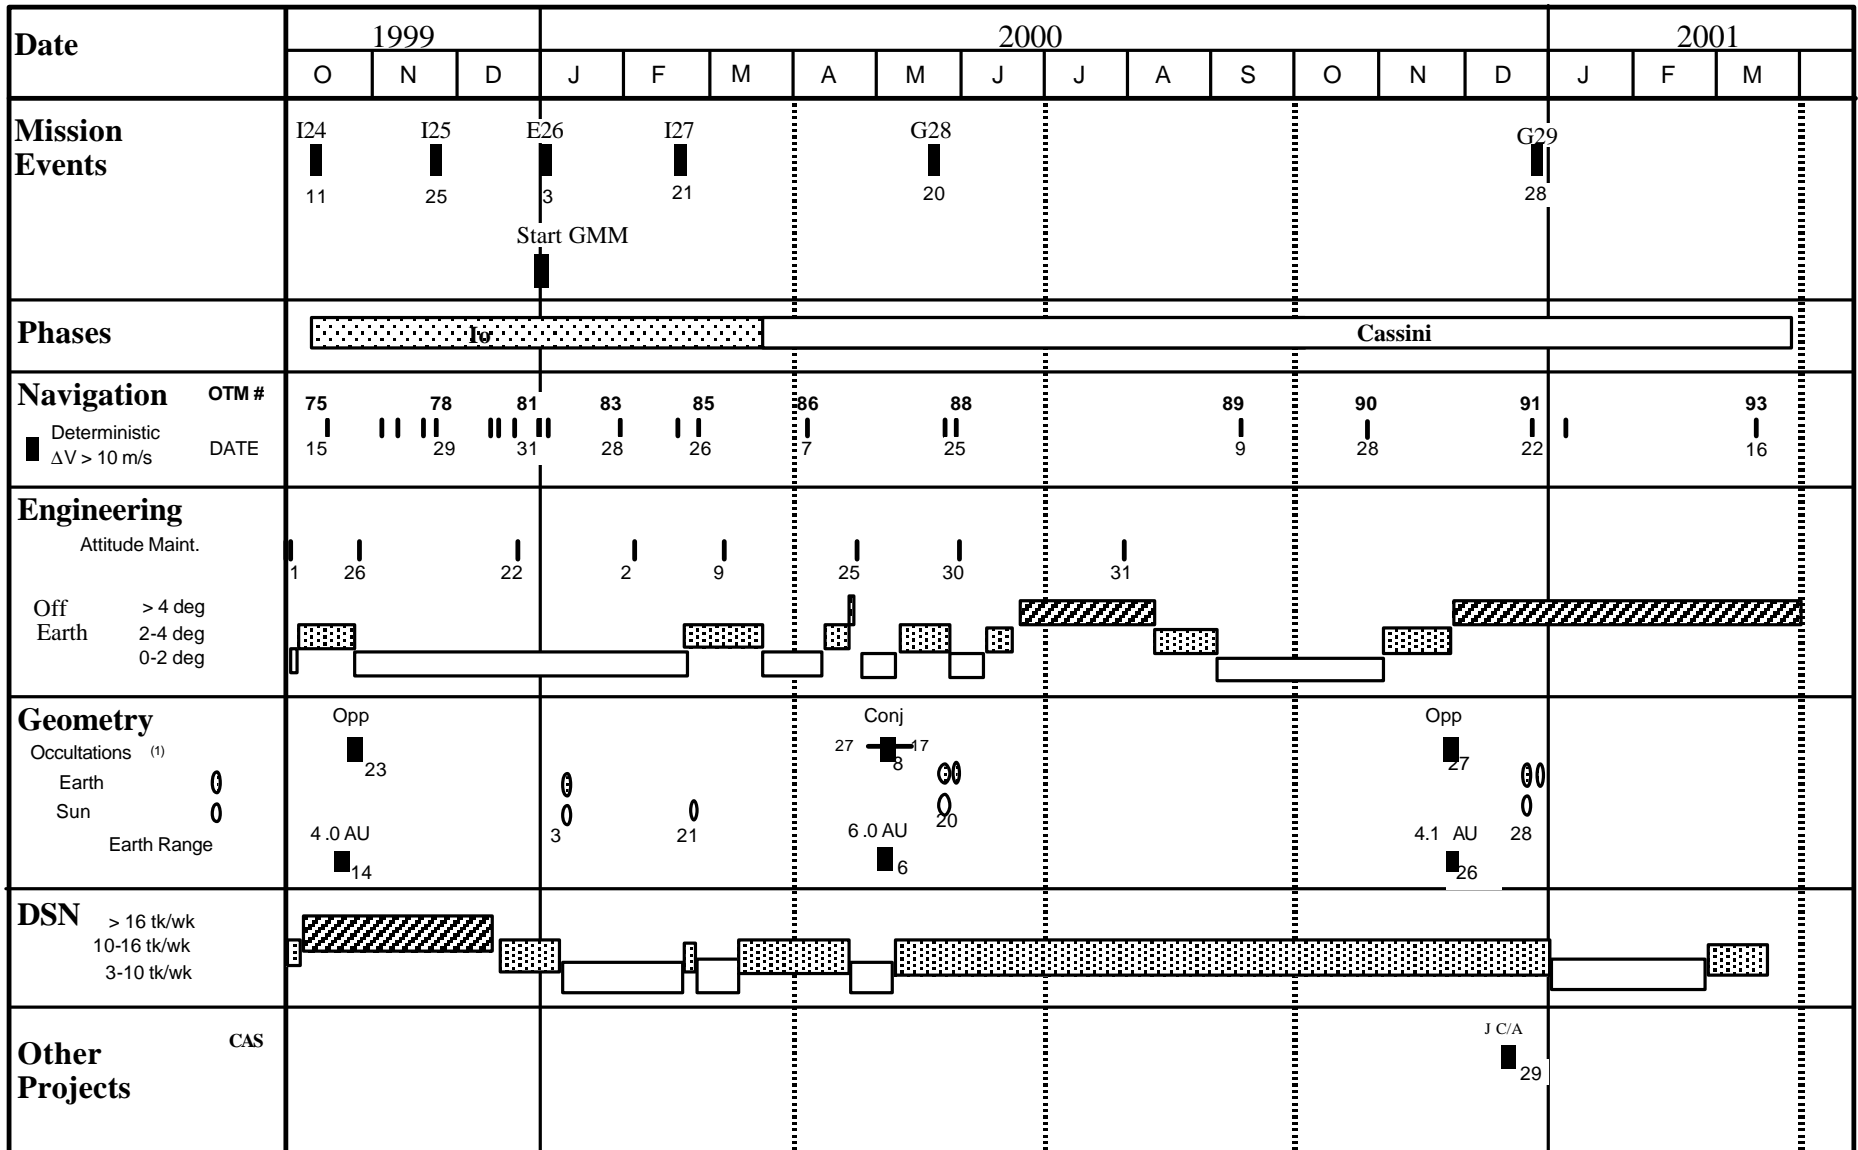 Date 1999 2000 2001
O N D J F M A M J J A S O N D J F M
Mission
Events
I24 I25 E26 I27 G28 G29
11 25 3 21 20 28
Start GMM
Phases Io Cassini
Navigation OTM # 75 78 81 83 85 86 88 89 90 91 93
Deterministic
ΔV > 10 m/s
DATE 15 29 31 28 26 7 25 9 28 22 16
Engineering
Attitude Maint.
1 26 22 2 9 25 30 31
Off > 4 deg
Earth 2-4 deg
0-2 deg
Geometry Opp Conj Opp
Occultations (1) 27 17
23 8 27
Earth
Sun
3 21 20 28
Earth Range 4 .0 AU 6 .0 AU 4.1 AU
14 6 26
DSN > 16 tk/wk
10-16 tk/wk
3-10 tk/wk
Other
Projects
CAS J C/A
29